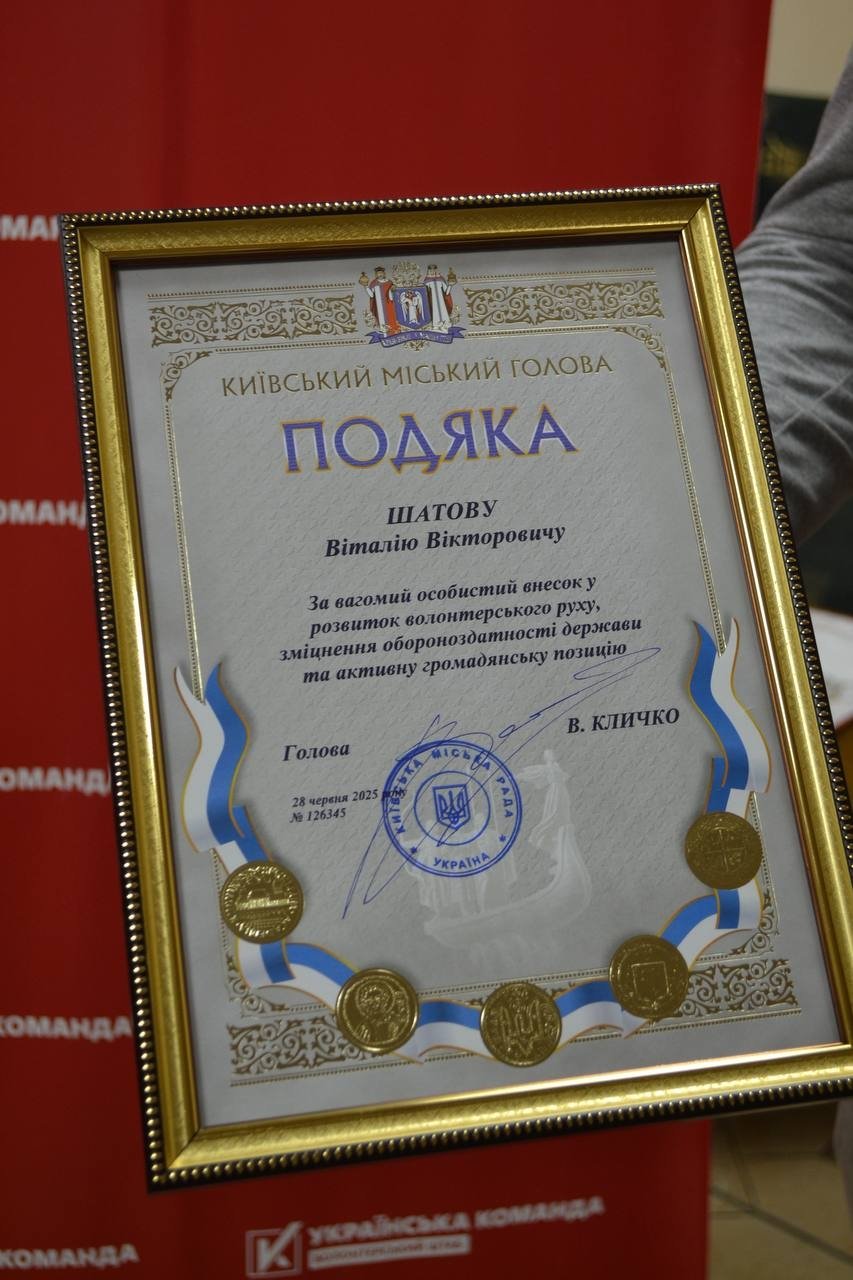 КИЇВСЬКИЙ МІСЬКИЙ ГОЛОВА
ПОДЯКА
ШАТОВУ
Віталію Вікторовичу
За вагомий особистий внесок у
розвиток волонтерського руху,
зміцнення обороноздатності держави
та активну громадянську позицію
Голова
В. КЛИЧКО
28 червня 2025 року
№ 126345
КИЇВСЬКА МІСЬКА РАДА
УКРАЇНА
КОМАНДА
КОМАНДА
КОМАНДА
КОМАНДА
УКРАЇНСЬКА КОМАНДА
ВОЛОНТЕРСЬКИЙ ШТАБ